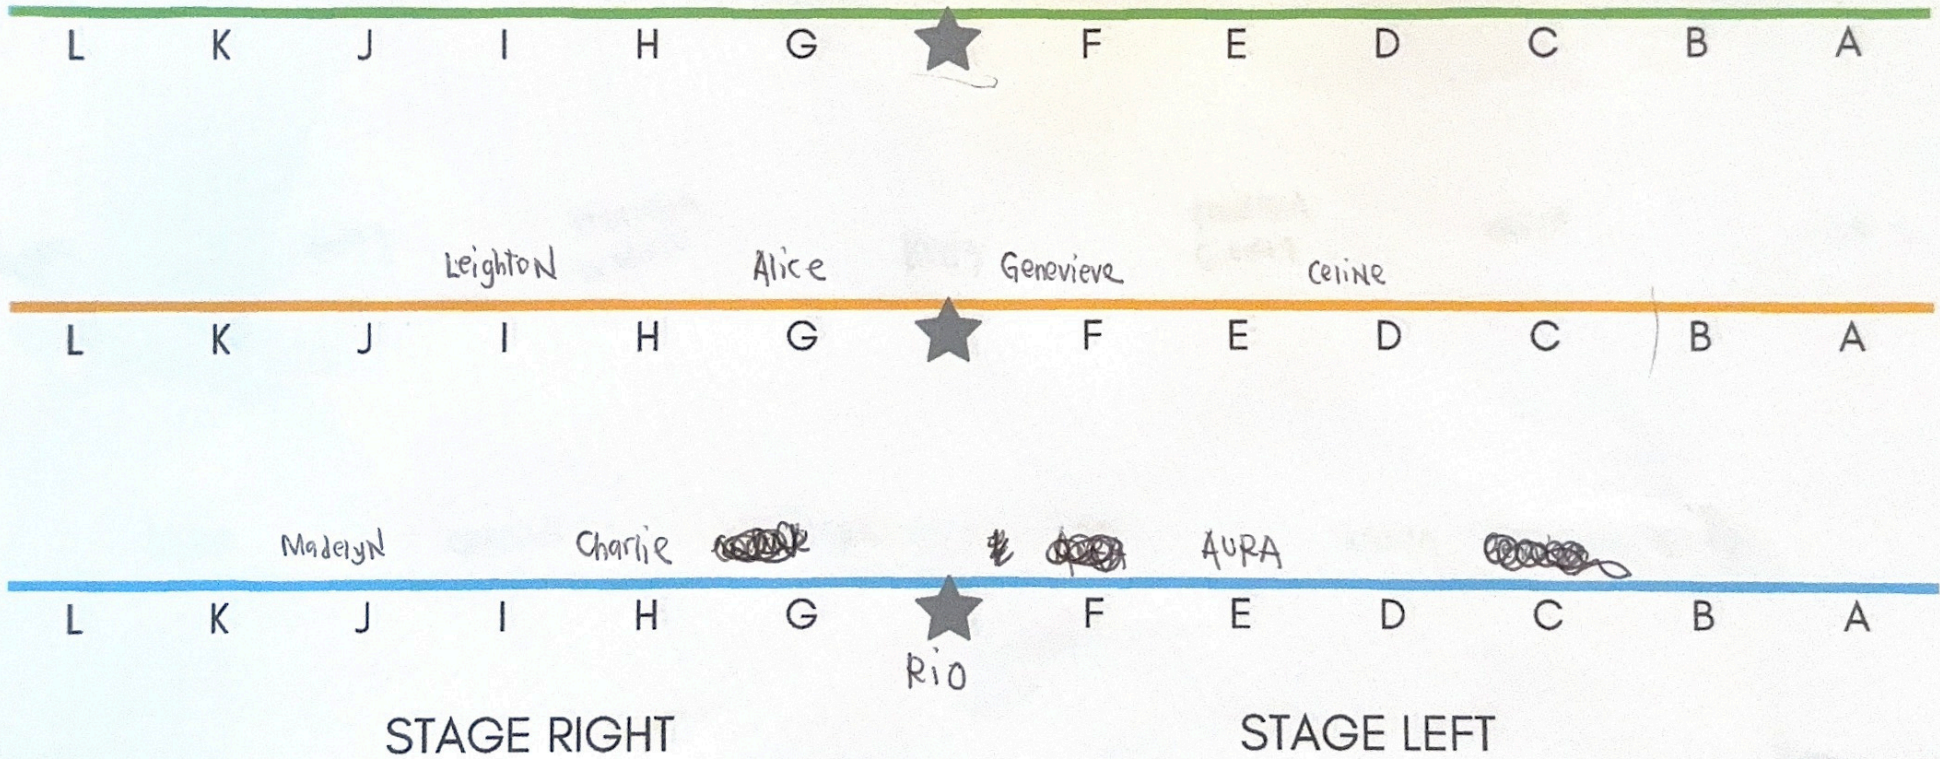 L K J I H G F E D C B A
Leighton Alice Genevieve Celine
L K J I H G F E D C B A
Madelyn Charlie AURA
L K J I H G F E D C B A
Rio
STAGE RIGHT STAGE LEFT